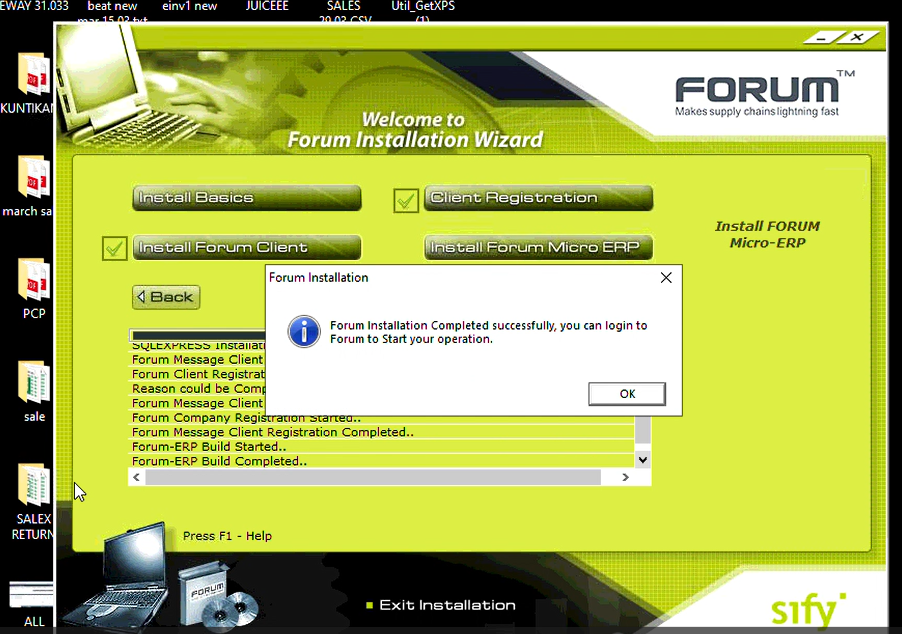 EWAY 31.033
beat new
mar 15.03 txt
einv1 new
JUICEEE
SALES
29.03 CSV
Util_GetXPS
(1)
FORUM™
Makes supply chains lightning fast
Welcome to
Forum Installation Wizard
KUNTIKAN
march sa
PCP
sale
SALEX
RETURN
ALL
Install Basics
Client Registration
Install Forum Client
Install Forum Micro ERP
Install FORUM
Micro-ERP
Back
Forum Installation
Forum Installation Completed successfully, you can login to
Forum to Start your operation.
OK
SQLEXPRESS Installati
Forum Message Client
Forum Client Registrat
Reason could be Comp
Forum Message Client
Forum Company Registration Started..
Forum Message Client Registration Completed..
Forum-ERP Build Started..
Forum-ERP Build Completed..
Press F1 - Help
FORUM
Exit Installation
sify